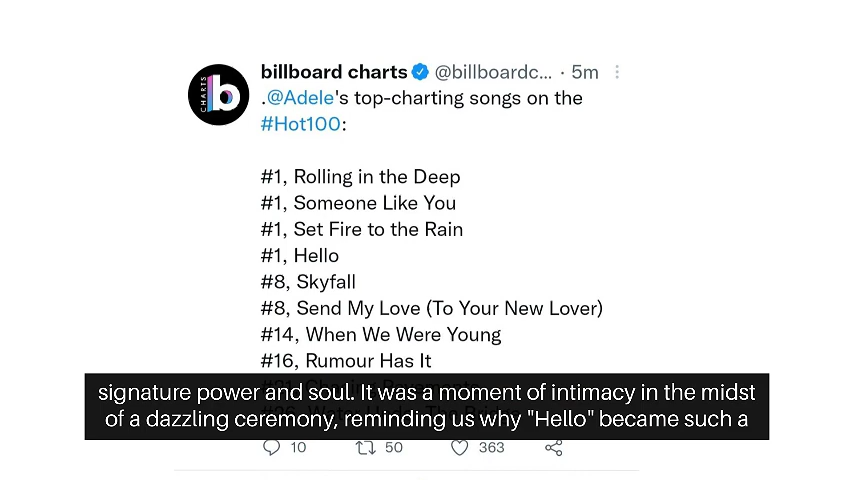 CHARTS b
billboard charts @billboardc... · 5m
.@Adele's top-charting songs on the
#Hot100:
#1, Rolling in the Deep
#1, Someone Like You
#1, Set Fire to the Rain
#1, Hello
#8, Skyfall
#8, Send My Love (To Your New Lover)
#14, When We Were Young
#16, Rumour Has It
signature power and soul. It was a moment of intimacy in the midst
of a dazzling ceremony, reminding us why "Hello" became such a
10 50 363